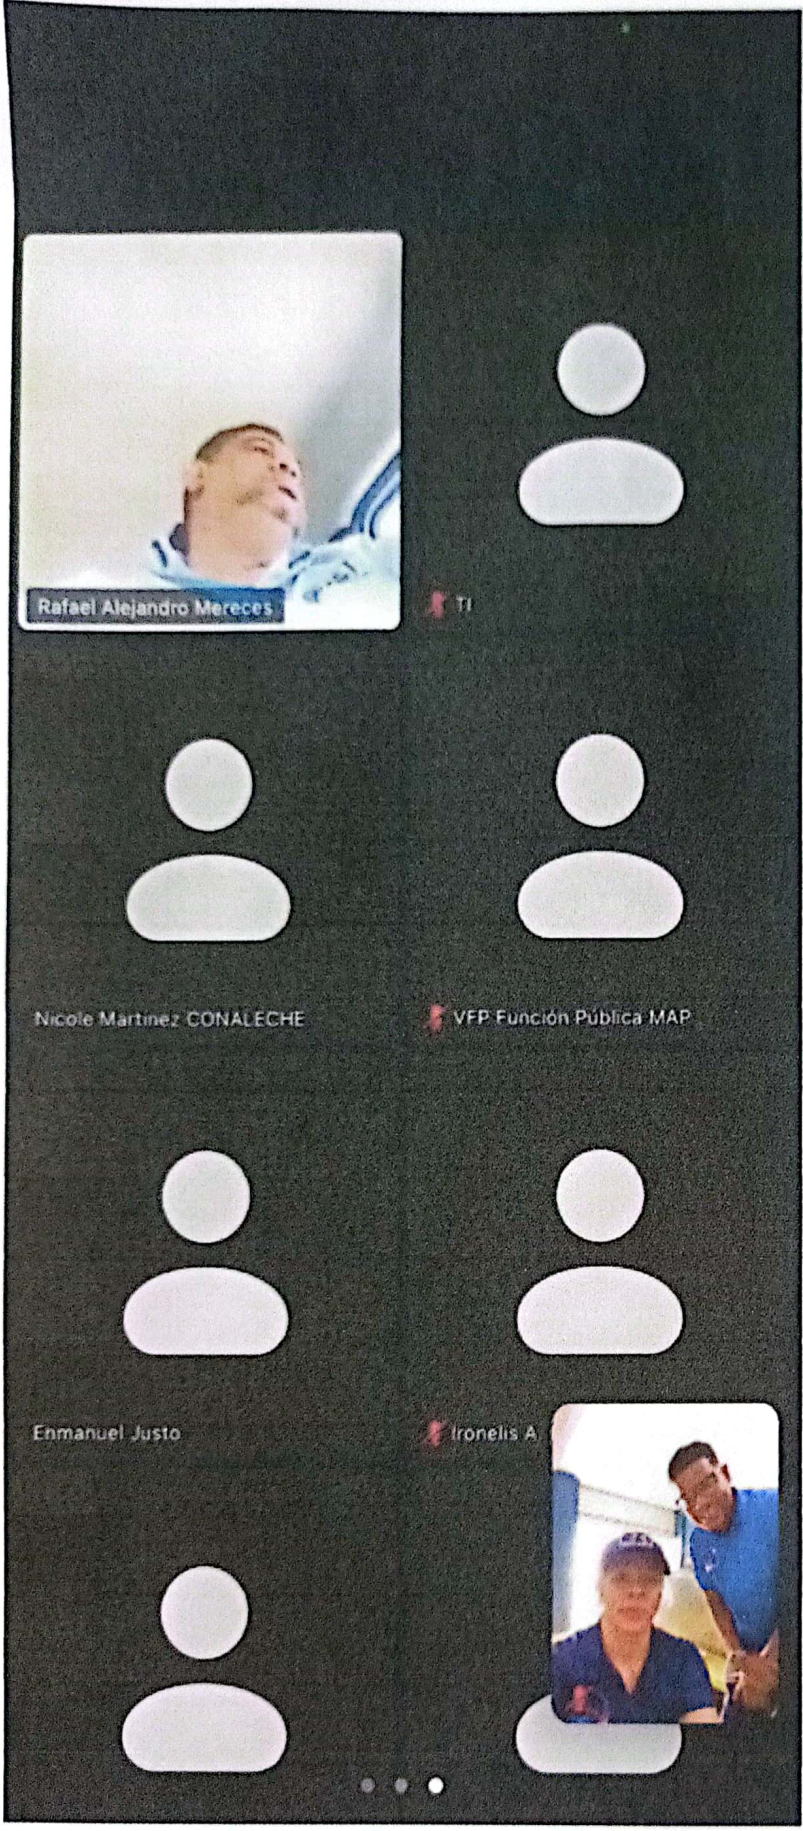 Rafael Alejandro Mereces
TI
Nicole Martinez CONALECHE
VFP Función Pública MAP
Enmanuel Justo
Ironelis A